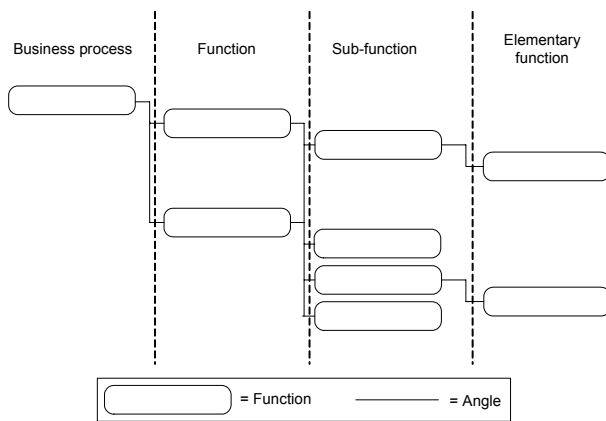 Business process
Function
Sub-function
Elementary
function
= Function
= Angle